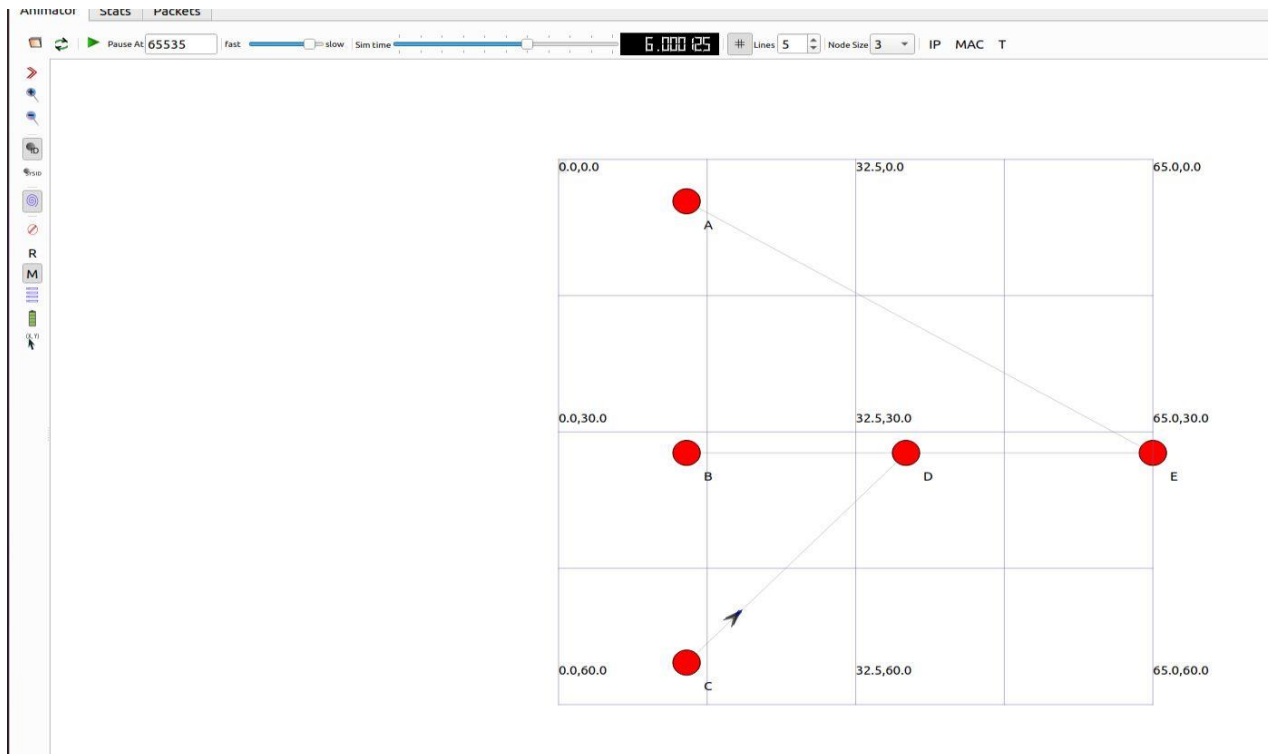 Animator Stats Packets
Pause At 65535 fast slow Sim time 6.000125 # Lines 5 Node Size 3 IP MAC T
ID
SYSID
R
M
(X,Y)
0.0,0.0 32.5,0.0 65.0,0.0
A
0.0,30.0 32.5,30.0 65.0,30.0
B D E
0.0,60.0 32.5,60.0 65.0,60.0
C